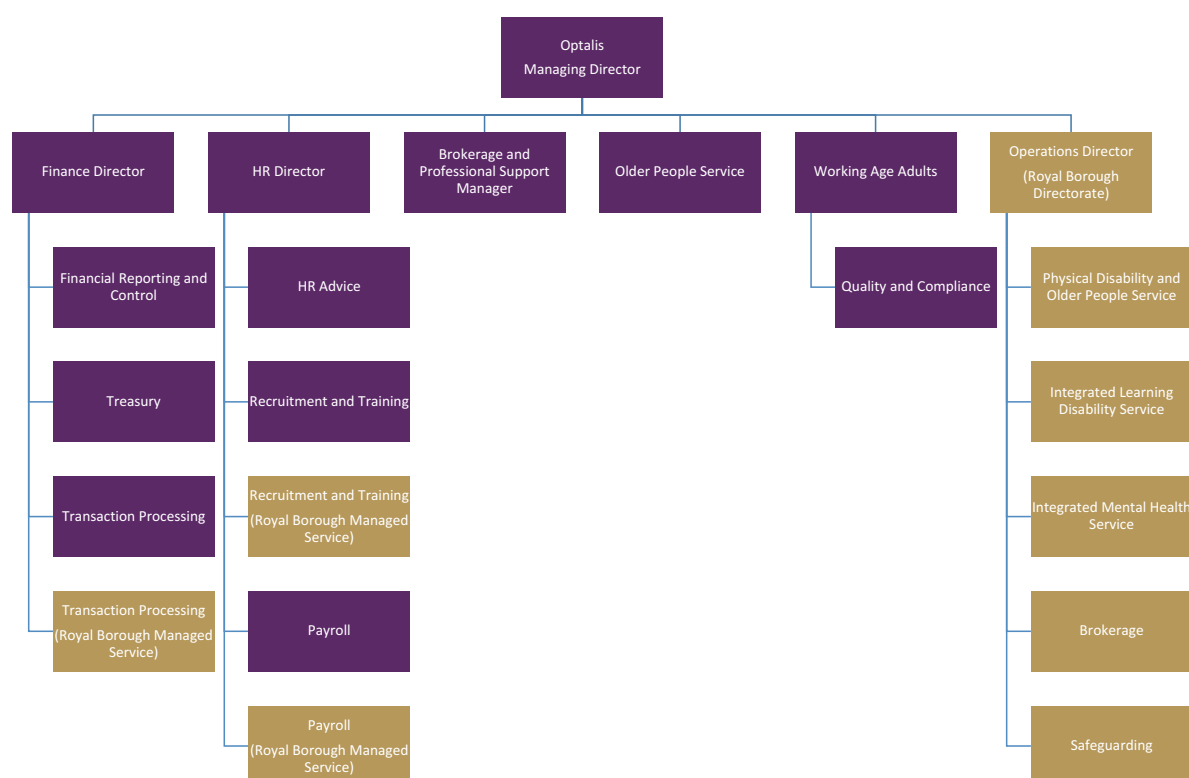 Optalis
Managing Director
Finance Director
HR Director
Brokerage and
Professional Support
Manager
Older People Service
Working Age Adults
Operations Director
(Royal Borough
Directorate)
Financial Reporting and
Control
HR Advice
Quality and Compliance
Physical Disability and
Older People Service
Treasury
Recruitment and Training
Integrated Learning
Disability Service
Transaction Processing
Recruitment and Training
(Royal Borough Managed
Service)
Integrated Mental Health
Service
Transaction Processing
(Royal Borough Managed
Service)
Payroll
Brokerage
Payroll
(Royal Borough Managed
Service)
Safeguarding